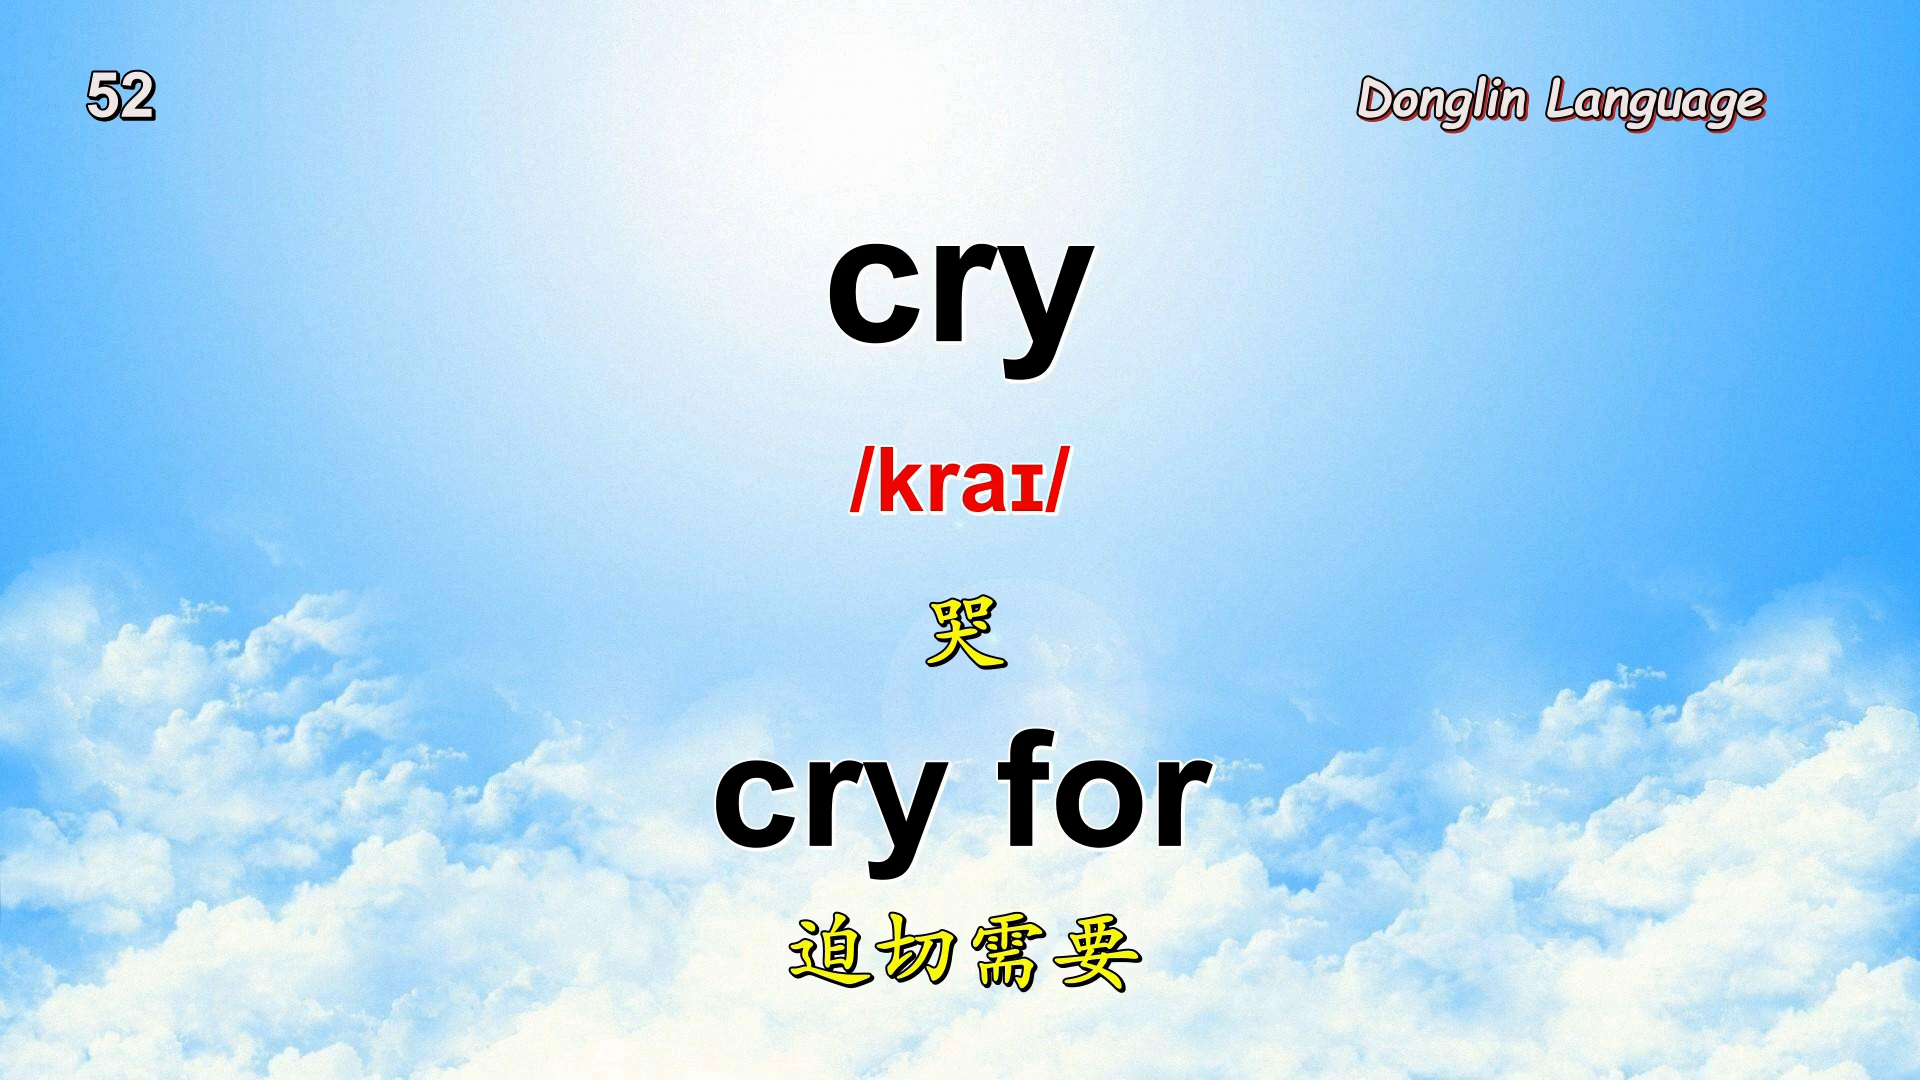 52
Donglin Language
cry
/kraɪ/
哭
cry for
迫切需要